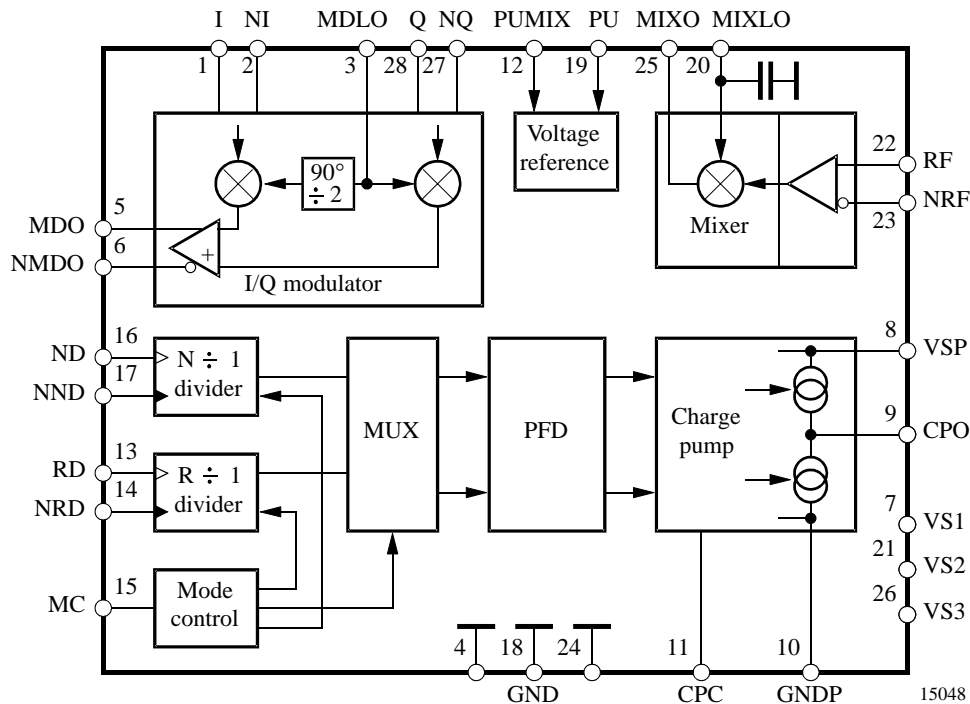 I NI MDLO Q NQ PUMIX PU MIXO MIXLO
1 2 3 28 27 12 19 25 20
Voltage
reference
90°
÷ 2
22
RF
Mixer
23
NRF
5
MDO
6
NMDO
+
I/Q modulator
16
ND
17
NND
N ÷ 1
divider
MUX
PFD
Charge
pump
8
VSP
9
CPO
13
RD
14
NRD
R ÷ 1
divider
7
VS1
21
VS2
26
VS3
15
MC
Mode
control
4 18 24 11 10
GND CPC GNDP
15048